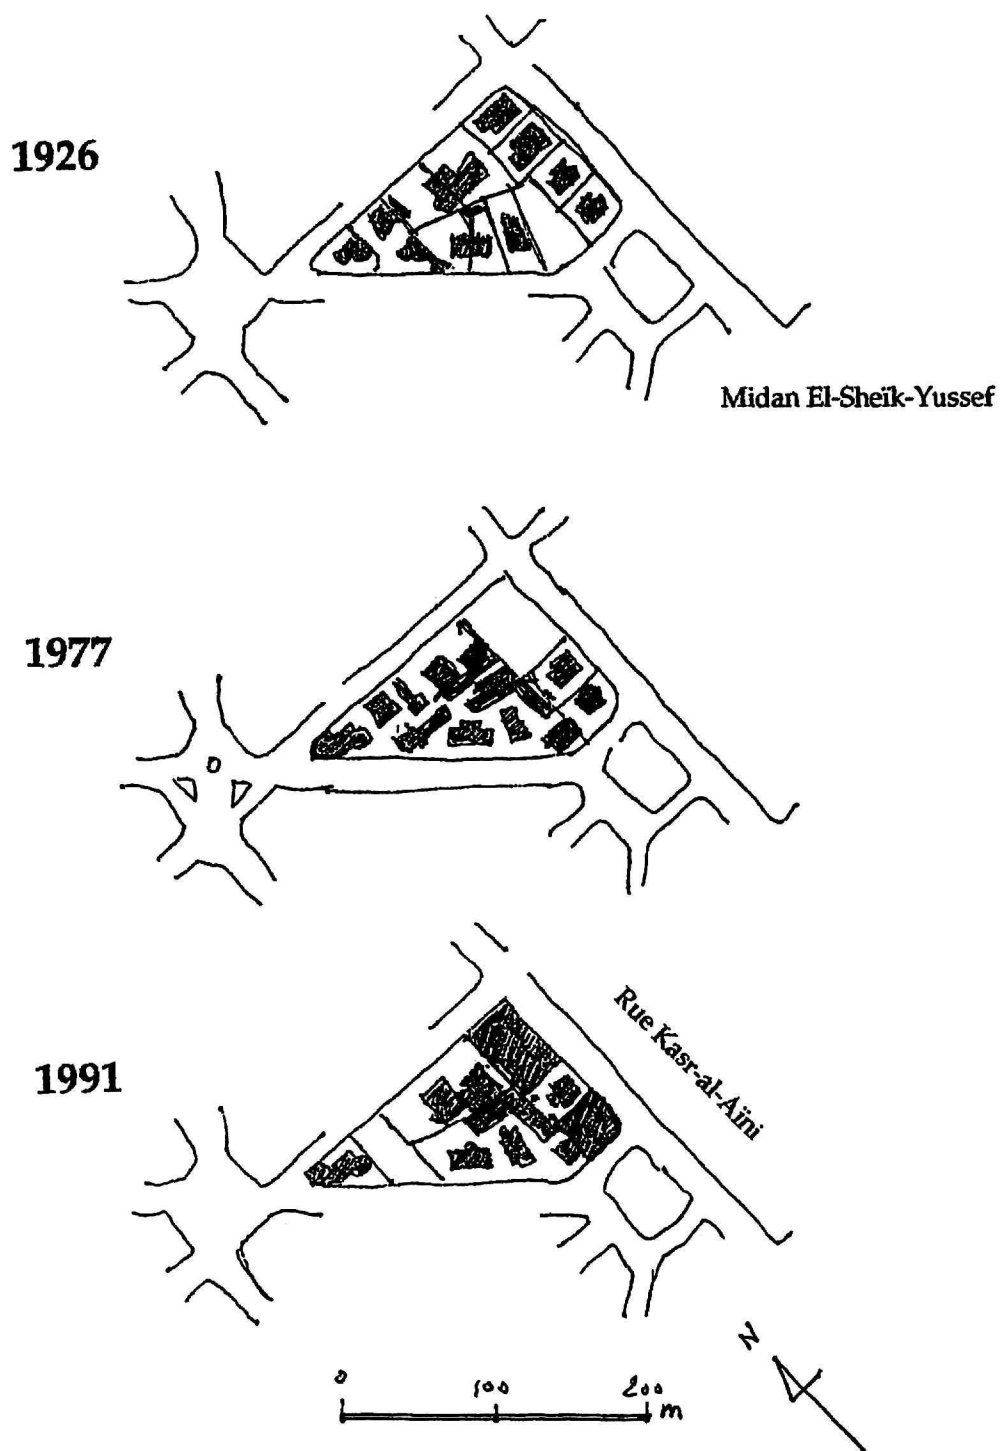 1926
Midan El-Sheïk-Yussef
1977
1991
Rue Kasr-al-Aïni
N
0 100 200 m